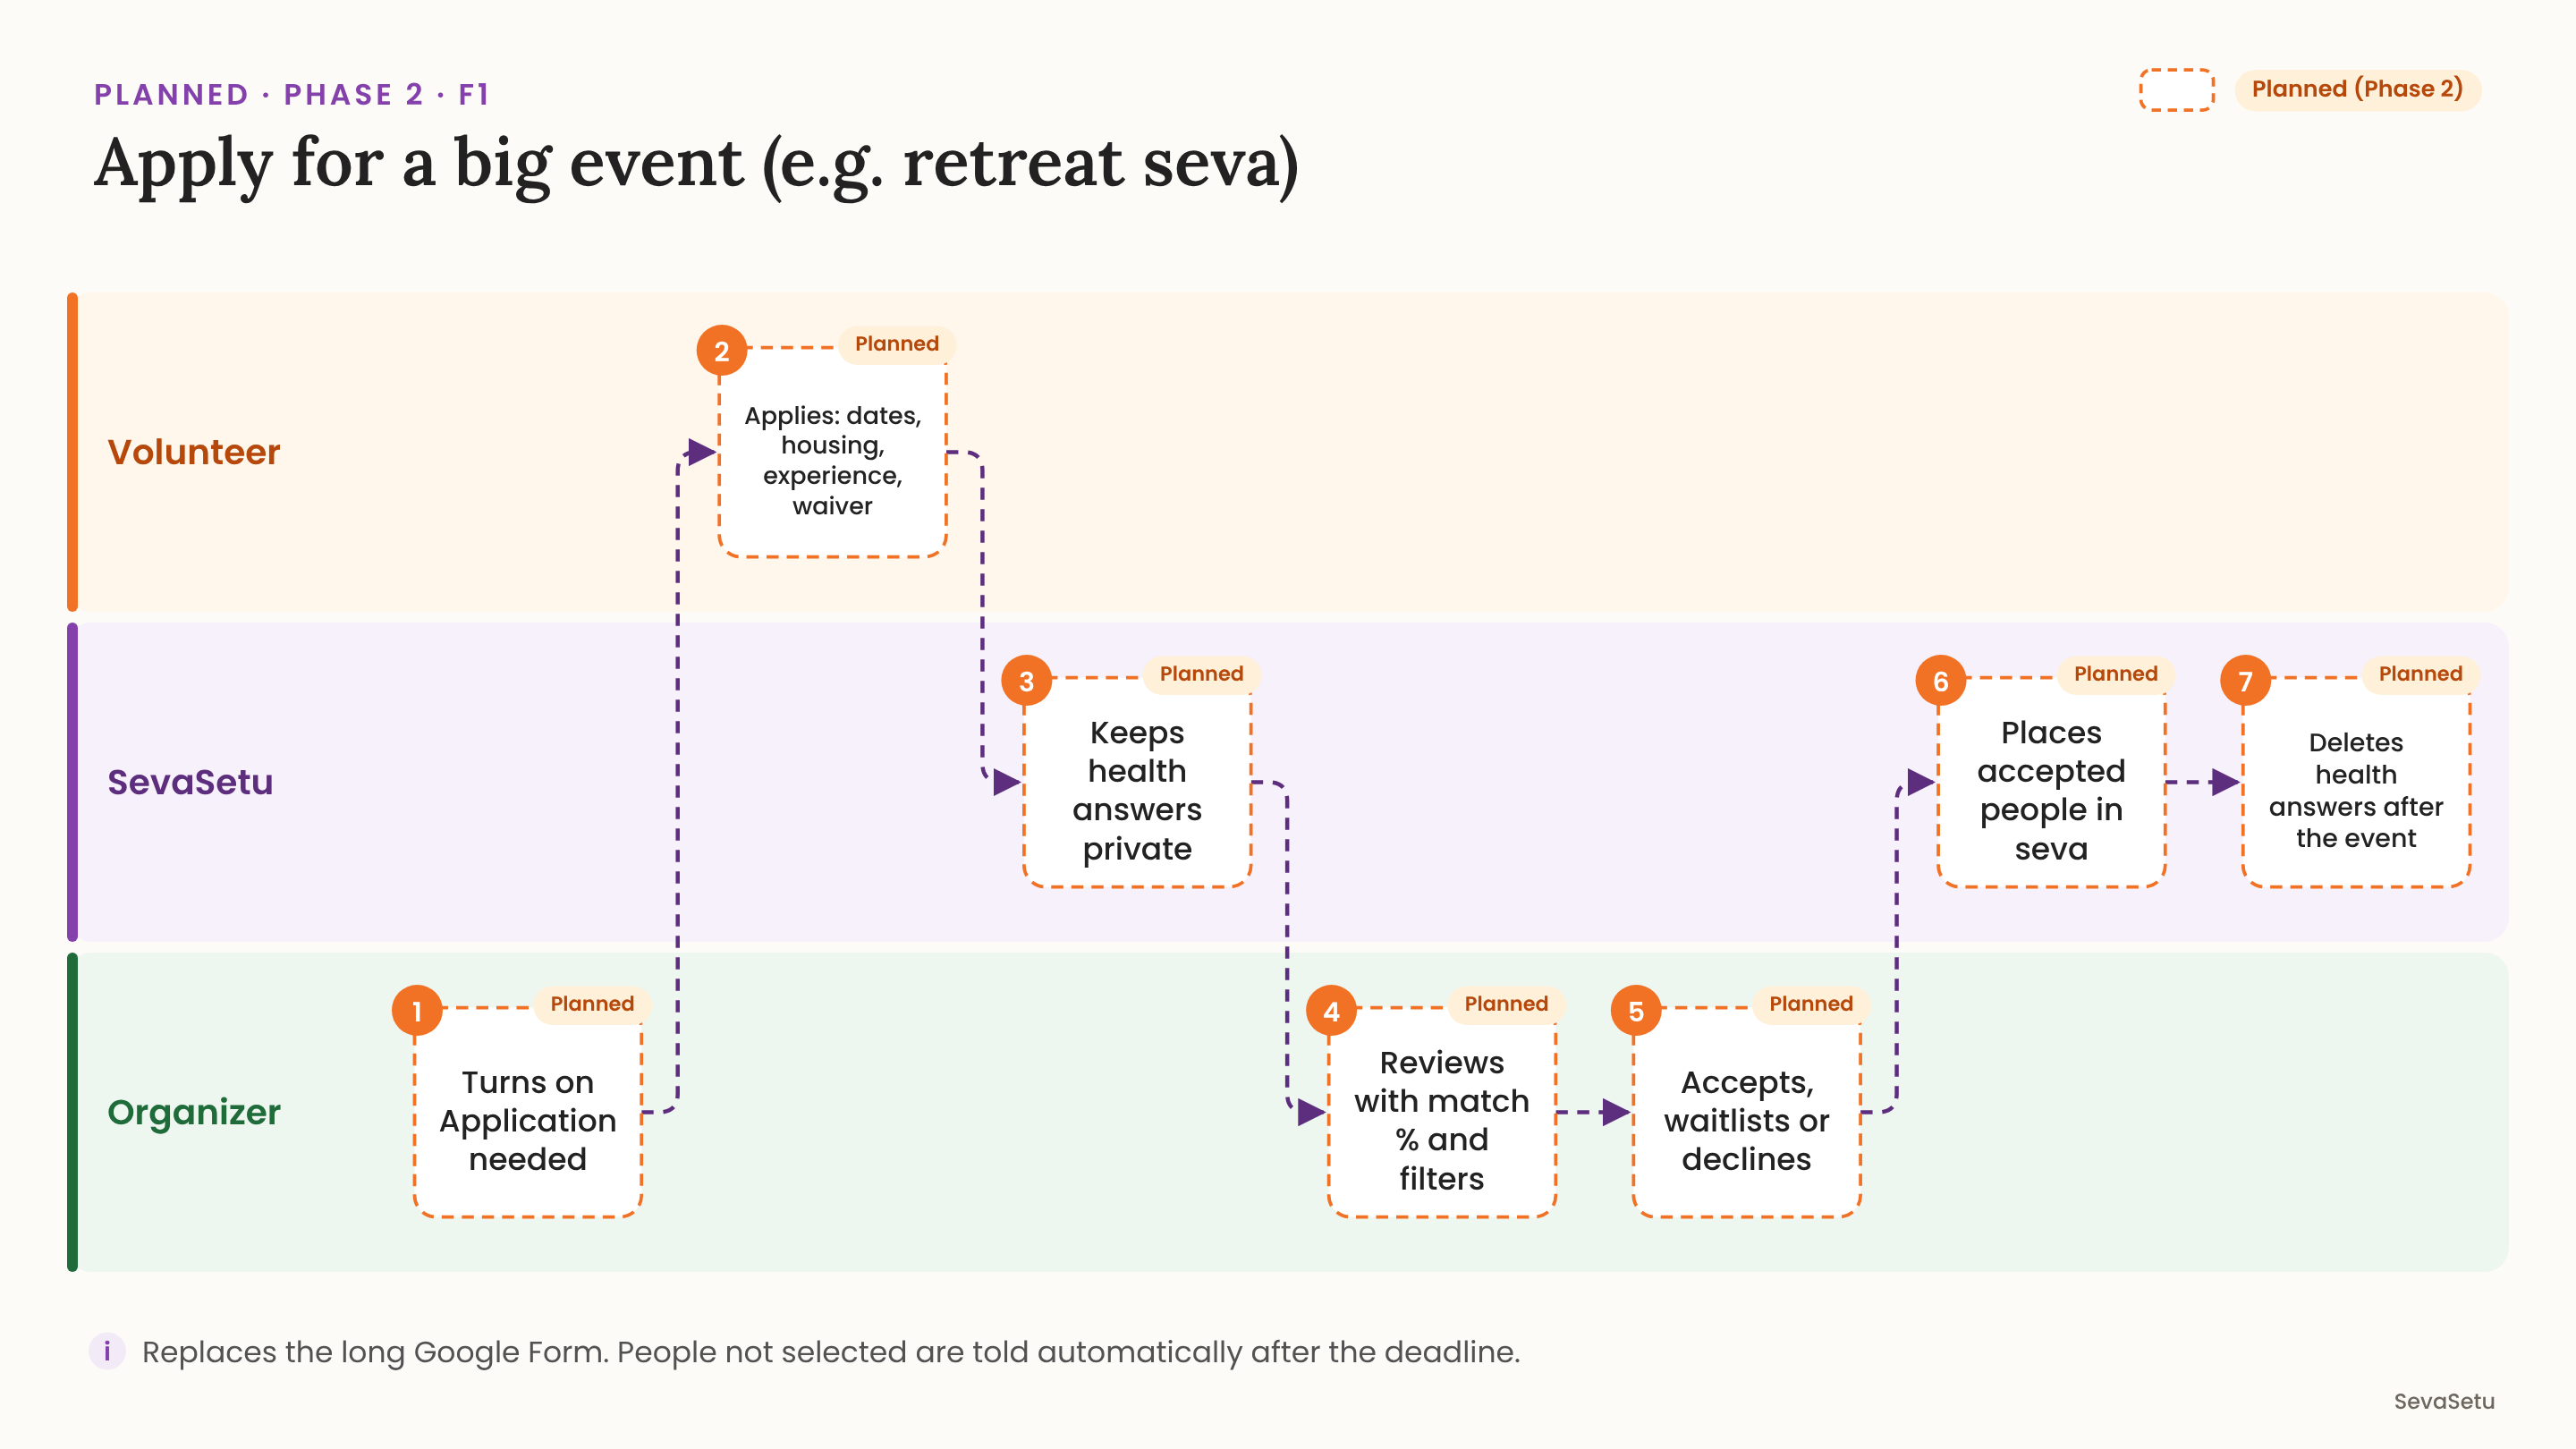 PLANNED · PHASE 2 · F1
Planned (Phase 2)
Apply for a big event (e.g. retreat seva)
Volunteer
2
Planned
Applies: dates,
housing,
experience,
waiver
SevaSetu
3
Planned
Keeps
health
answers
private
6
Planned
Places
accepted
people in
seva
7
Planned
Deletes
health
answers after
the event
Organizer
1
Planned
Turns on
Application
needed
4
Planned
Reviews
with match
% and
filters
5
Planned
Accepts,
waitlists or
declines
i Replaces the long Google Form. People not selected are told automatically after the deadline.
SevaSetu